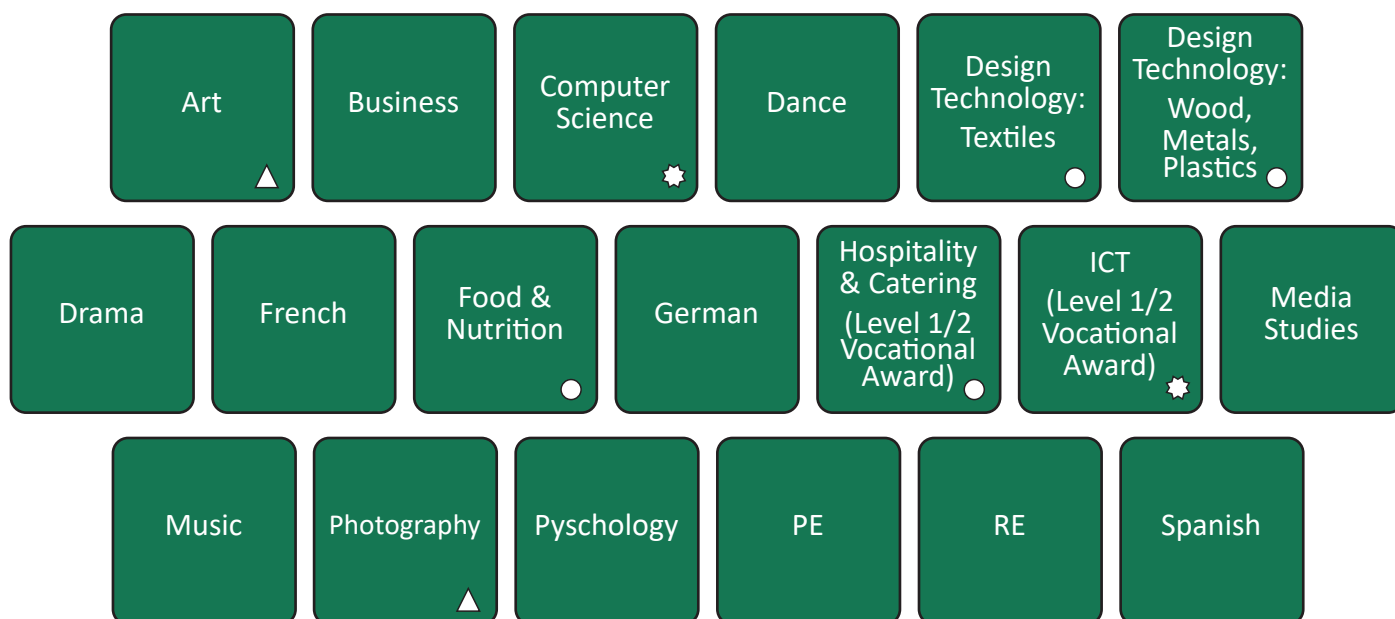 Art
Business
Computer
Science
Dance
Design
Technology:
Textiles
Design
Technology:
Wood,
Metals,
Plastics
Drama
French
Food &
Nutrition
German
Hospitality
& Catering
(Level 1/2
Vocational
Award)
ICT
(Level 1/2
Vocational
Award)
Media
Studies
Music
Photography
Pyschology
PE
RE
Spanish